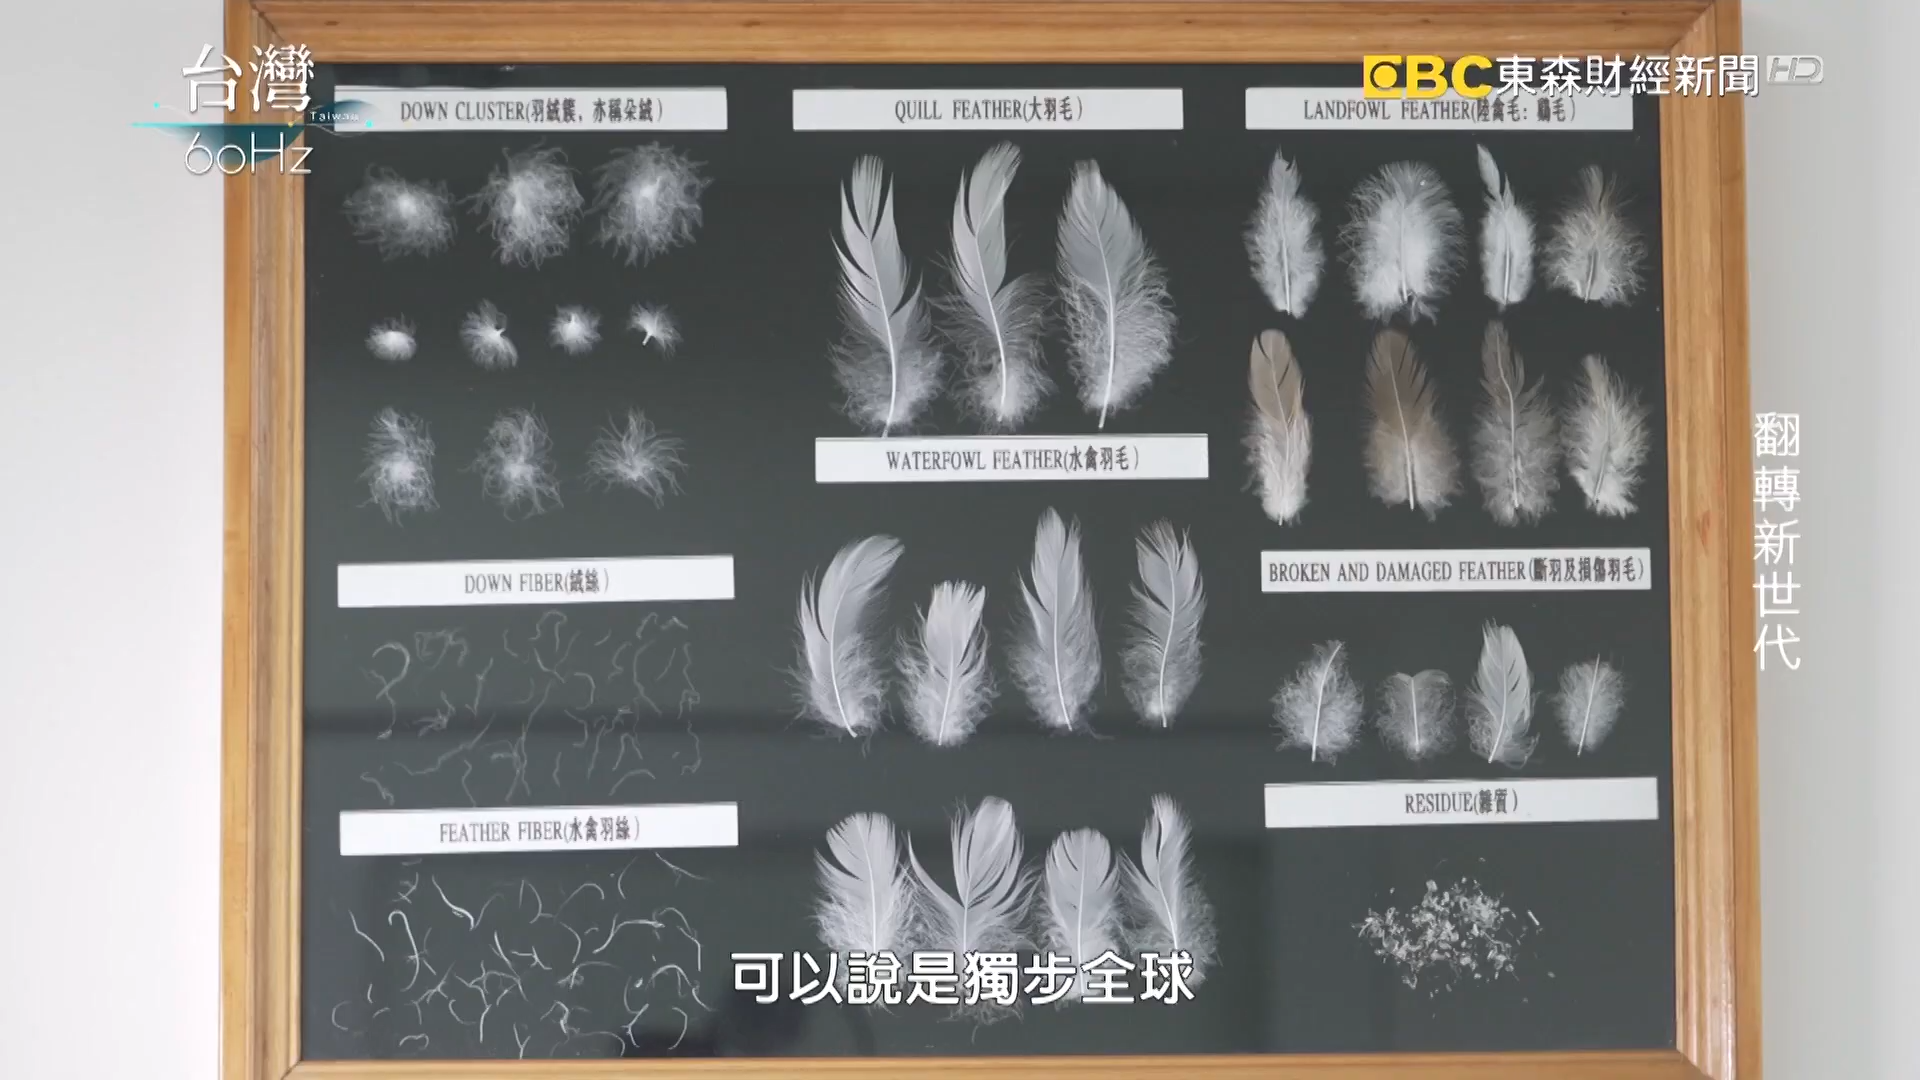 台灣
Taiwan
60Hz
EBC東森財經新聞HD
DOWN CLUSTER(羽絨簇，亦稱朵絨)
QUILL FEATHER(大羽毛)
LANDFOWL FEATHER(陸禽毛：鷄毛)
WATERFOWL FEATHER(水禽羽毛)
DOWN FIBER(絨絲)
BROKEN AND DAMAGED FEATHER(斷羽及損傷羽毛)
FEATHER FIBER(水禽羽絲)
RESIDUE(雜質)
翻轉新世代
可以說是獨步全球